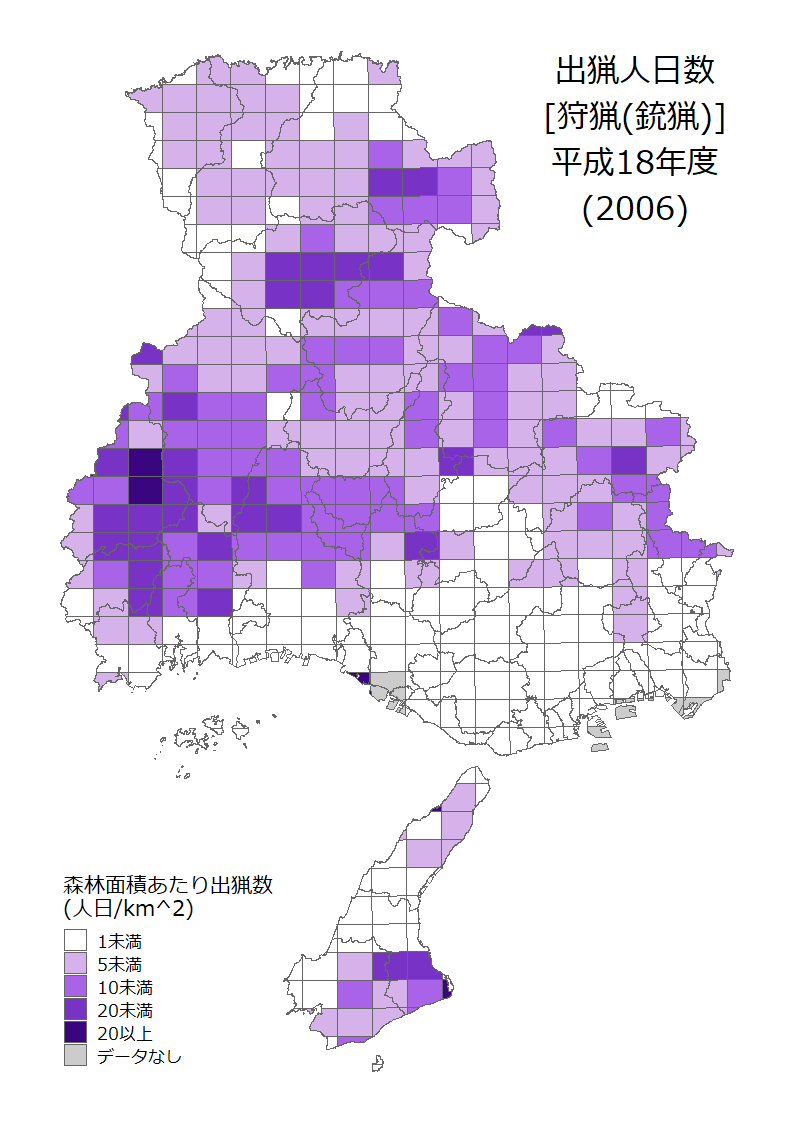 出猟人日数
[狩猟(銃猟)]
平成18年度
(2006)
森林面積あたり出猟数
(人日/km^2)
1未満
5未満
10未満
20未満
20以上
データなし